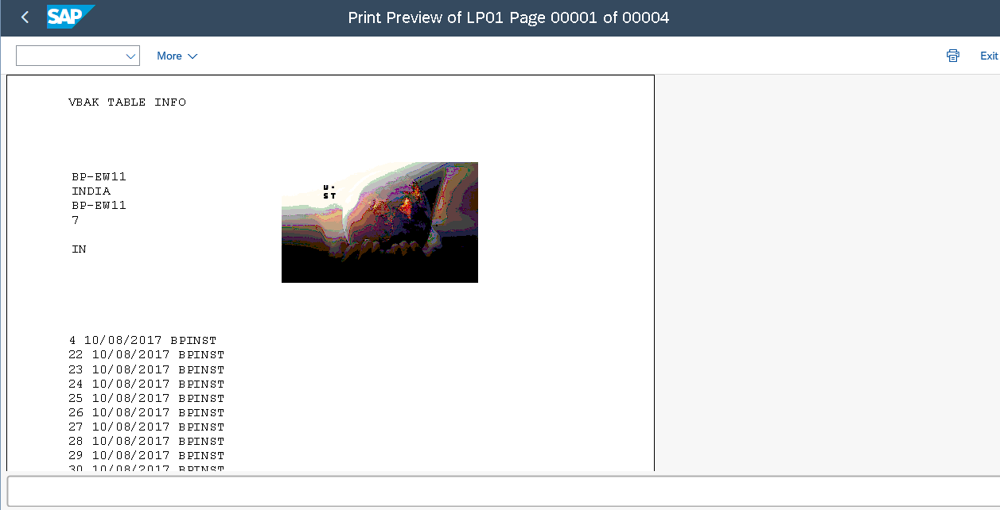 SAP
Print Preview of LP01 Page 00001 of 00004
More
Exit
VBAK TABLE INFO
BP-EW11
INDIA
BP-EW11
7
IN
U.
ST
4 10/08/2017 BPINST
22 10/08/2017 BPINST
23 10/08/2017 BPINST
24 10/08/2017 BPINST
25 10/08/2017 BPINST
26 10/08/2017 BPINST
27 10/08/2017 BPINST
28 10/08/2017 BPINST
29 10/08/2017 BPINST
30 10/08/2017 BPINST